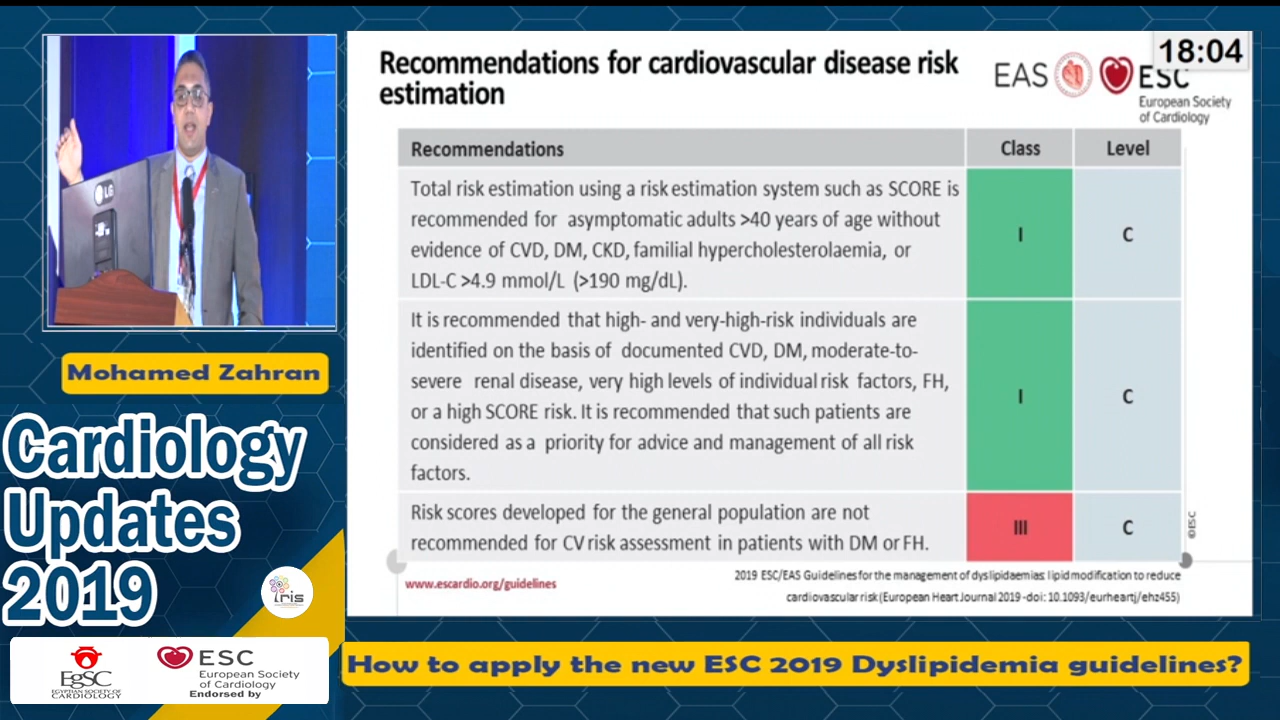 Recommendations for cardiovascular disease risk
estimation
18:04
EAS
ESC
European Society
of Cardiology
Recommendations Class Level
Total risk estimation using a risk estimation system such as SCORE is
recommended for asymptomatic adults >40 years of age without
evidence of CVD, DM, CKD, familial hypercholesterolaemia, or
LDL-C >4.9 mmol/L (>190 mg/dL).
I C
It is recommended that high- and very-high-risk individuals are
identified on the basis of documented CVD, DM, moderate-to-
severe renal disease, very high levels of individual risk factors, FH,
or a high SCORE risk. It is recommended that such patients are
considered as a priority for advice and management of all risk
factors.
I C
Risk scores developed for the general population are not
recommended for CV risk assessment in patients with DM or FH.
III C
©ESC
www.escardio.org/guidelines
2019 ESC/EAS Guidelines for the management of dyslipidaemias: lipid modification to reduce
cardiovascular risk (European Heart Journal 2019 -doi: 10.1093/eurheartj/ehz455)
LG
Mohamed Zahran
Cardiology
Updates
2019
iris
EgSC
EGYPTIAN SOCIETY OF
CARDIOLOGY
ESC
European Society
of Cardiology
Endorsed by
How to apply the new ESC 2019 Dyslipidemia guidelines?